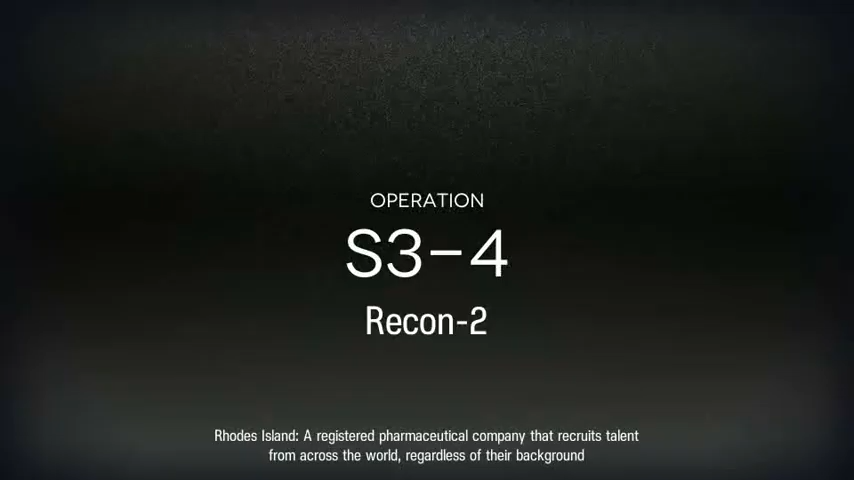 OPERATION
S3-4
Recon-2
Rhodes Island: A registered pharmaceutical company that recruits talent
from across the world, regardless of their background